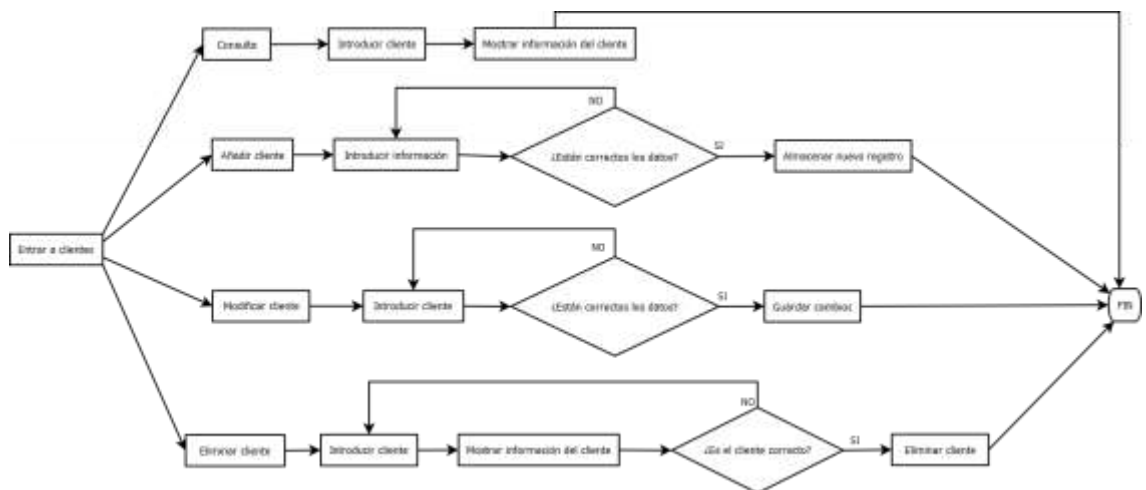 Consulta
Introducir cliente
Mostrar información del cliente
NO
Añadir cliente
Introducir información
¿Están correctos los datos?
SI
Almacenar nuevo registro
Entrar a clientes
NO
Modificar cliente
Introducir cliente
¿Están correctos los datos?
SI
Guardar cambios
FIN
NO
Eliminar cliente
Introducir cliente
Mostrar información del cliente
¿Es el cliente correcto?
SI
Eliminar cliente